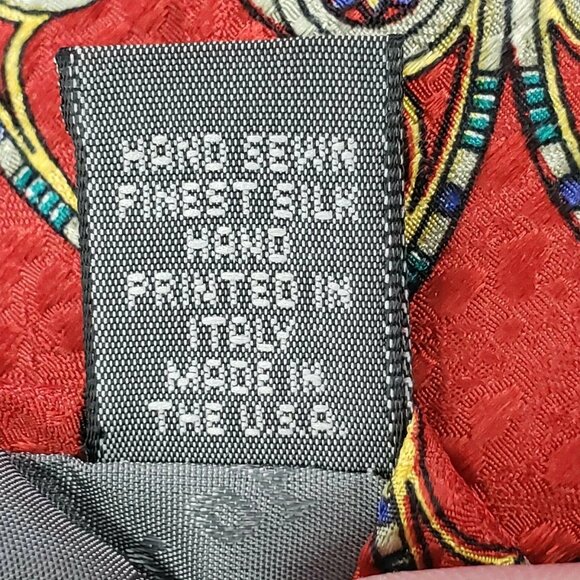 HAND SEWN
FINEST SILK
HAND
PRINTED IN
ITALY
MADE IN
THE U.S.A.